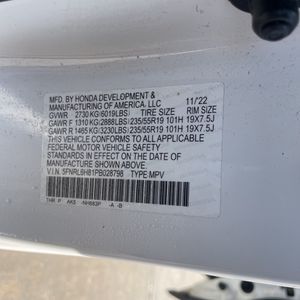 MFD. BY HONDA DEVELOPMENT &
MANUFACTURING OF AMERICA, LLC 11/22
GVWR 2730 KG(6019LBS) TIRE SIZE RIM SIZE
GAWR F 1310 KG(2888LBS) 235/55R19 101H 19X7.5J
GAWR R 1465 KG(3230LBS) 235/55R19 101H 19X7.5J
THIS VEHICLE CONFORMS TO ALL APPLICABLE
FEDERAL MOTOR VEHICLE SAFETY
STANDARDS IN EFFECT ON THE DATE OF
MANUFACTURE SHOWN ABOVE.
V.I.N. 5FNRL6H81PB028798 TYPE:MPV
THR P AK5 NH883P -A -B